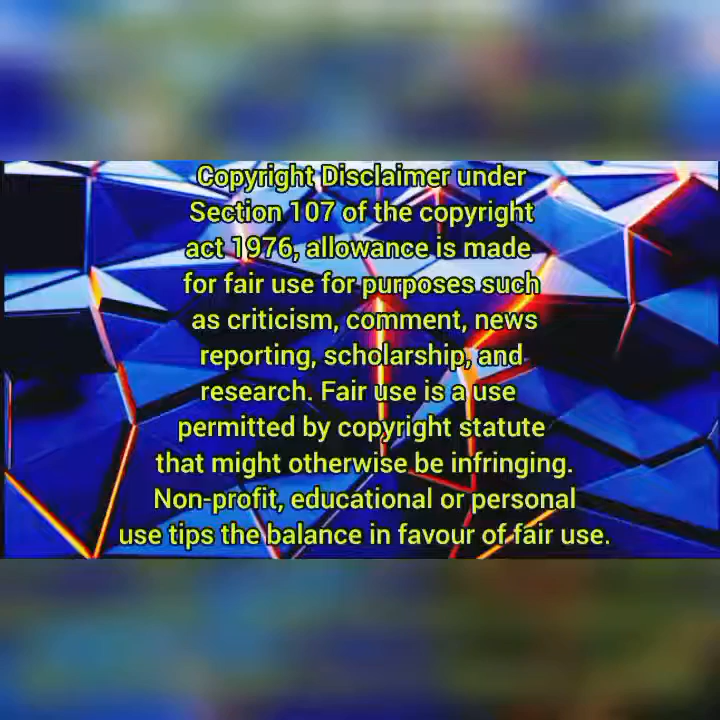 Copyright Disclaimer under
Section 107 of the copyright
act 1976, allowance is made
for fair use for purposes such
as criticism, comment, news
reporting, scholarship, and
research. Fair use is a use
permitted by copyright statute
that might otherwise be infringing.
Non-profit, educational or personal
use tips the balance in favour of fair use.